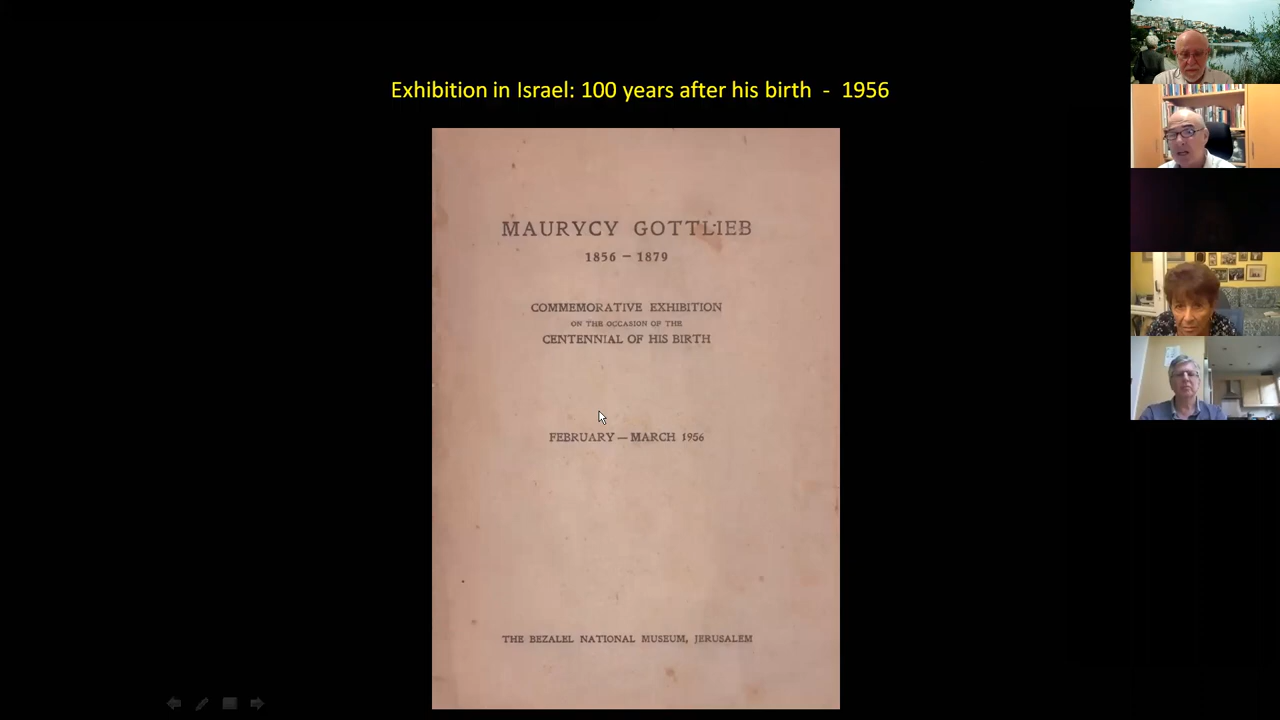 Exhibition in Israel: 100 years after his birth - 1956
MAURYCY GOTTLIEB
1856 – 1879
COMMEMORATIVE EXHIBITION
ON THE OCCASION OF THE
CENTENNIAL OF HIS BIRTH
FEBRUARY — MARCH 1956
THE BEZALEL NATIONAL MUSEUM, JERUSALEM